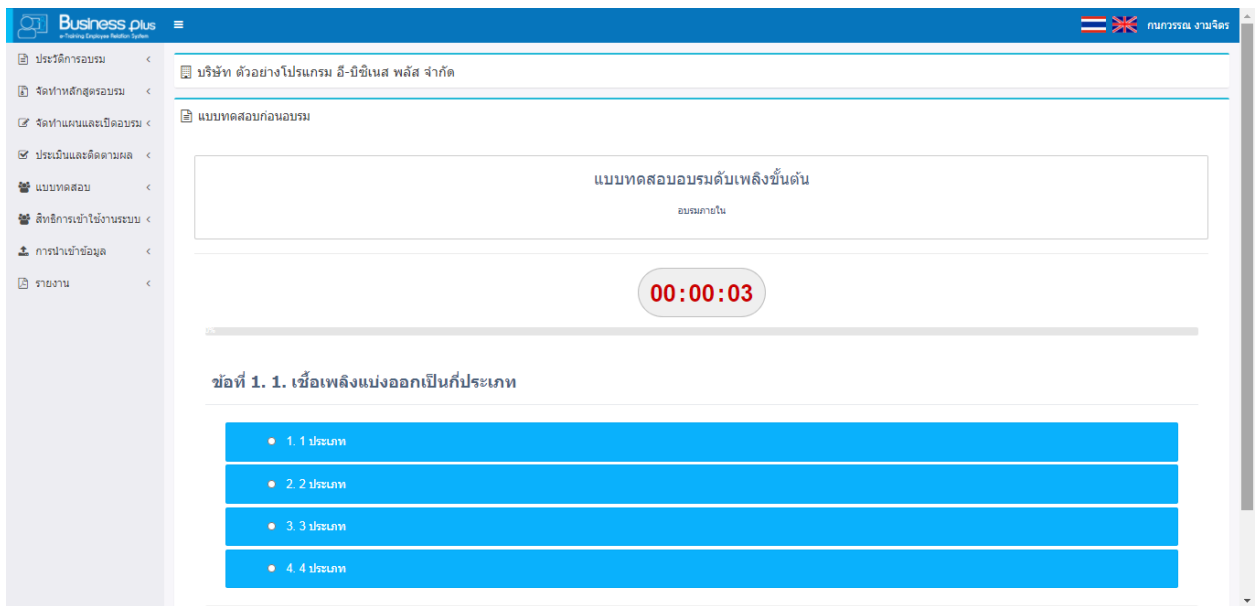 Business plus
e-Training Employee Relation System
กนกวรรณ งามจิตร
ประวัติการอบรม
จัดทำหลักสูตรอบรม
จัดทำแผนและเปิดอบรม
ประเมินและติดตามผล
แบบทดสอบ
สิทธิการเข้าใช้งานระบบ
การนำเข้าข้อมูล
รายงาน
บริษัท ตัวอย่างโปรแกรม อี-บิซิเนส พลัส จำกัด
แบบทดสอบก่อนอบรม
แบบทดสอบอบรมดับเพลิงขั้นต้น
อบรมภายใน
00:00:03
ข้อที่ 1. 1. เชื้อเพลิงแบ่งออกเป็นกี่ประเภท
1. 1 ประเภท
2. 2 ประเภท
3. 3 ประเภท
4. 4 ประเภท